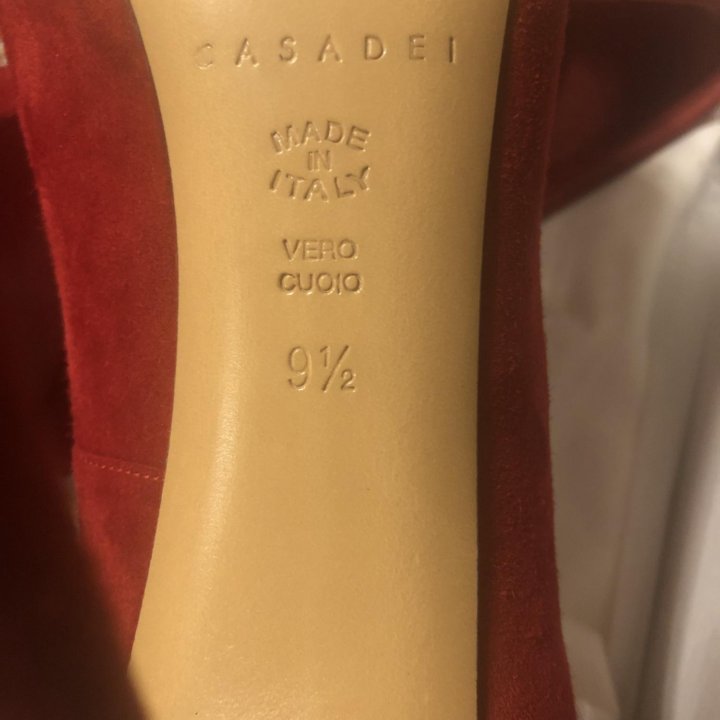 CASADEI
MADE
IN
ITALY
VERO
CUOIO
9½